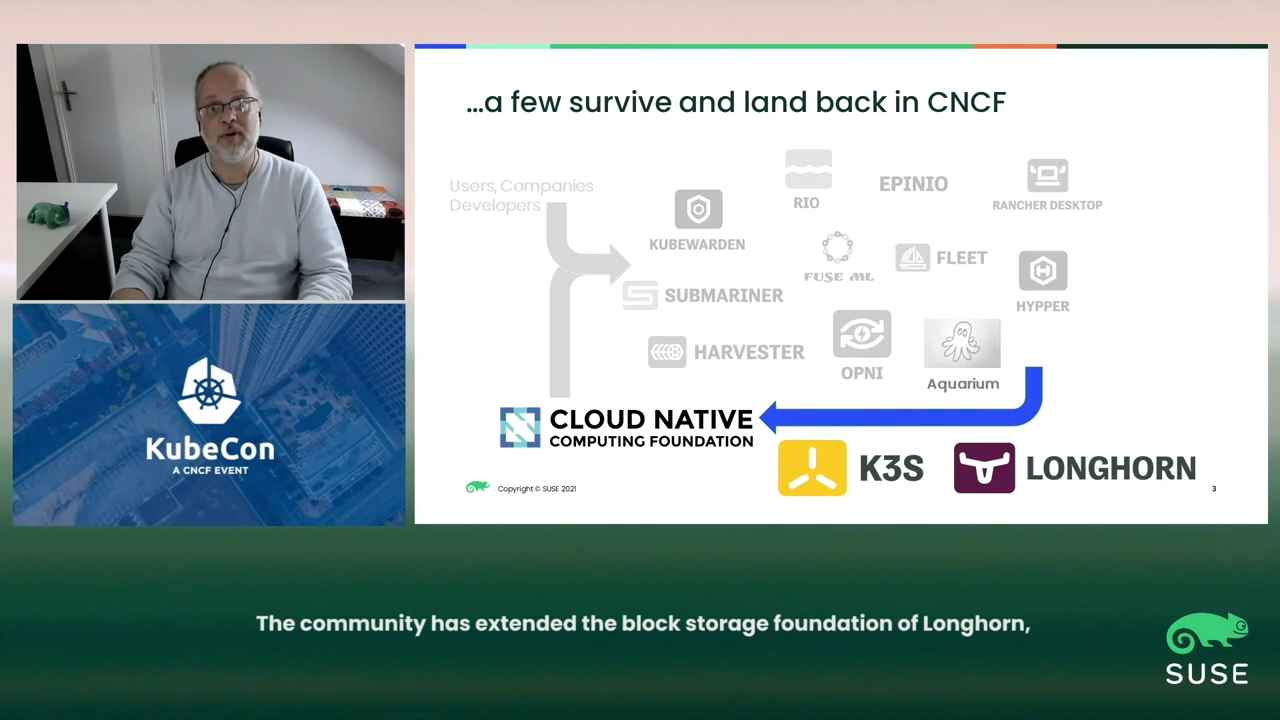 ...a few survive and land back in CNCF
Users, Companies
Developers
RIO
EPINIO
RANCHER DESKTOP
KUBEWARDEN
FUSE ML
FLEET
HYPPER
SUBMARINER
HARVESTER
OPNI
Aquarium
CLOUD NATIVE
COMPUTING FOUNDATION
K3S
LONGHORN
Copyright © SUSE 2021
3
KubeCon
A CNCF EVENT
The community has extended the block storage foundation of Longhorn,
SUSE